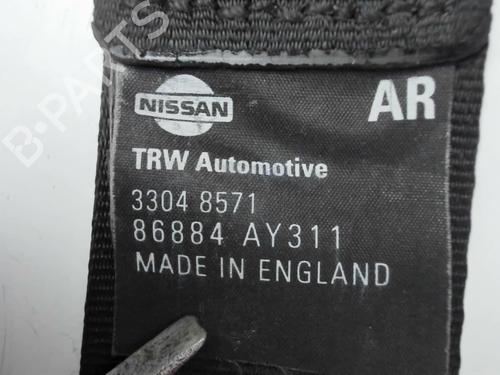 NISSAN
AR
TRW Automotive
3304 8571
86884 AY311
MADE IN ENGLAND
B-PARTS